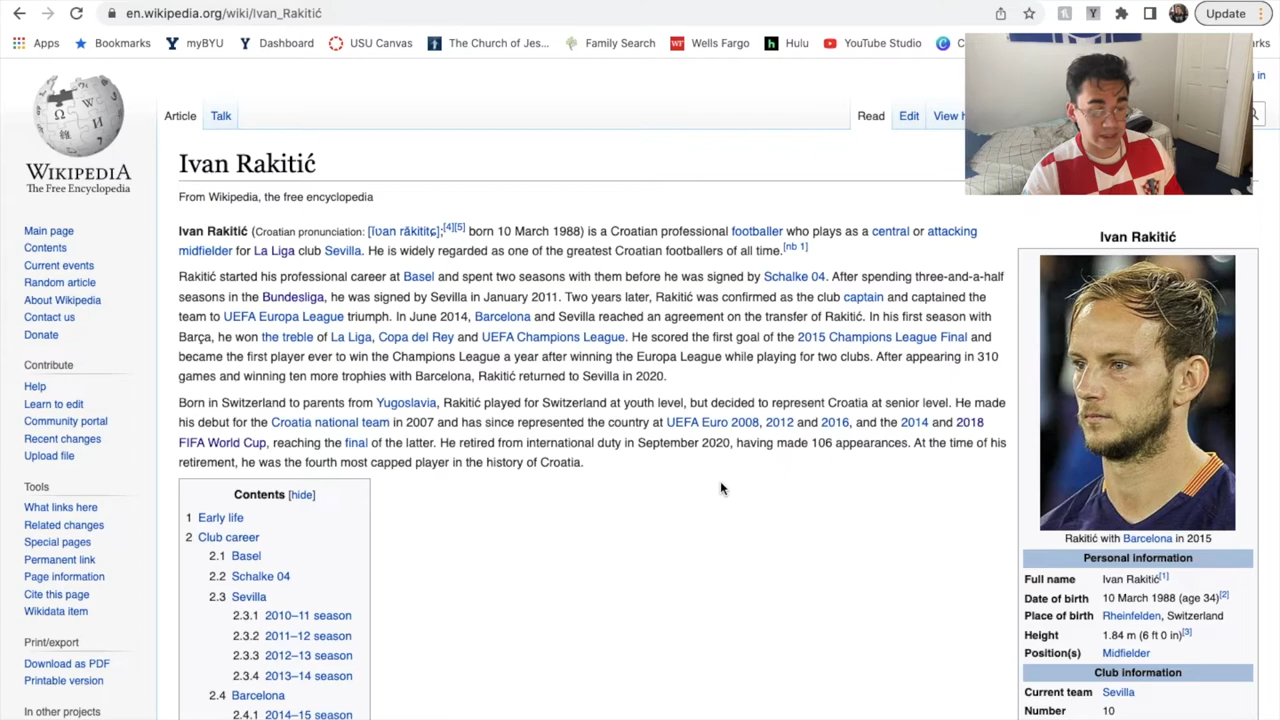 en.wikipedia.org/wiki/Ivan_Rakitić
Update
Apps
Bookmarks
myBYU
Dashboard
USU Canvas
The Church of Jes...
Family Search
Wells Fargo
Hulu
YouTube Studio
WIKIPEDIA
The Free Encyclopedia
Main page
Contents
Current events
Random article
About Wikipedia
Contact us
Donate
Contribute
Help
Learn to edit
Community portal
Recent changes
Upload file
Tools
What links here
Related changes
Special pages
Permanent link
Page information
Cite this page
Wikidata item
Print/export
Download as PDF
Printable version
In other projects
Article Talk
Read Edit View
Ivan Rakitić
From Wikipedia, the free encyclopedia
Ivan Rakitić (Croatian pronunciation: [ǐʋan rǎkititɕ];[4][5] born 10 March 1988) is a Croatian professional footballer who plays as a central or attacking
midfielder for La Liga club Sevilla. He is widely regarded as one of the greatest Croatian footballers of all time.[nb 1]
Rakitić started his professional career at Basel and spent two seasons with them before he was signed by Schalke 04. After spending three-and-a-half
seasons in the Bundesliga, he was signed by Sevilla in January 2011. Two years later, Rakitić was confirmed as the club captain and captained the
team to UEFA Europa League triumph. In June 2014, Barcelona and Sevilla reached an agreement on the transfer of Rakitić. In his first season with
Barça, he won the treble of La Liga, Copa del Rey and UEFA Champions League. He scored the first goal of the 2015 Champions League Final and
became the first player ever to win the Champions League a year after winning the Europa League while playing for two clubs. After appearing in 310
games and winning ten more trophies with Barcelona, Rakitić returned to Sevilla in 2020.
Born in Switzerland to parents from Yugoslavia, Rakitić played for Switzerland at youth level, but decided to represent Croatia at senior level. He made
his debut for the Croatia national team in 2007 and has since represented the country at UEFA Euro 2008, 2012 and 2016, and the 2014 and 2018
FIFA World Cup, reaching the final of the latter. He retired from international duty in September 2020, having made 106 appearances. At the time of his
retirement, he was the fourth most capped player in the history of Croatia.
Contents [hide]
1 Early life
2 Club career
2.1 Basel
2.2 Schalke 04
2.3 Sevilla
2.3.1 2010–11 season
2.3.2 2011–12 season
2.3.3 2012–13 season
2.3.4 2013–14 season
2.4 Barcelona
2.4.1 2014–15 season
Ivan Rakitić
Rakitić with Barcelona in 2015
Personal information
Full name Ivan Rakitić[1]
Date of birth 10 March 1988 (age 34)[2]
Place of birth Rheinfelden, Switzerland
Height 1.84 m (6 ft 0 in)[3]
Position(s) Midfielder
Club information
Current team Sevilla
Number 10